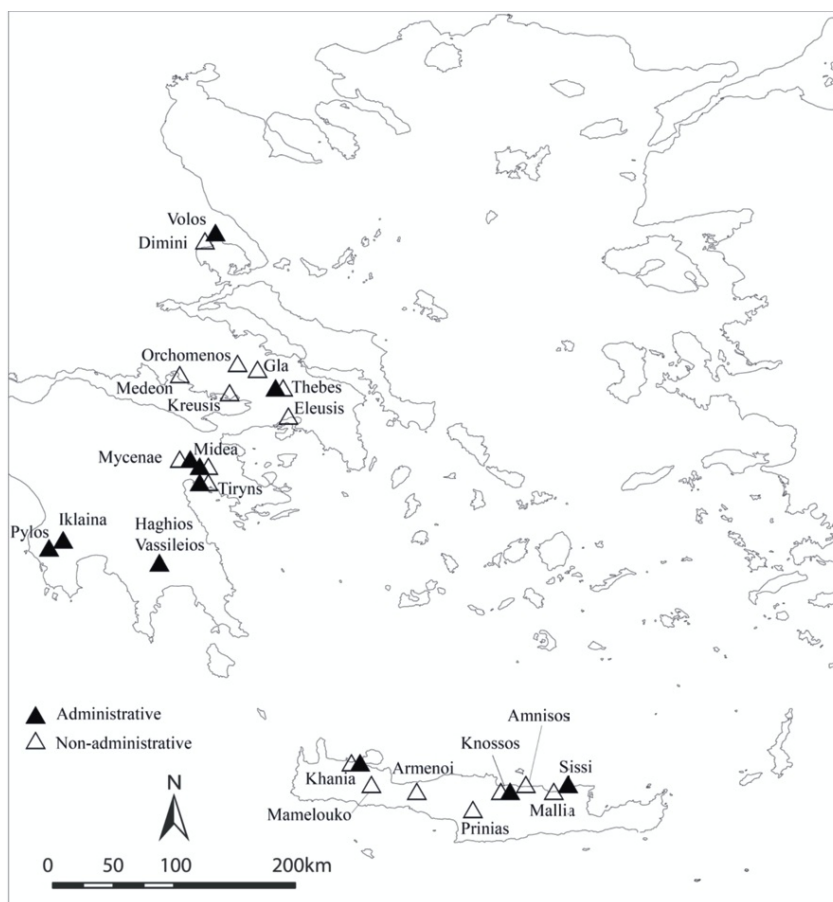 Volos
Dimini
Orchomenos
Gla
Medeon
Thebes
Kreusis
Eleusis
Mycenae
Midea
Tiryns
Pylos
Iklaina
Haghios
Vassileios
Administrative
Non-administrative
Amnisos
Knossos
Sissi
Khania
Armenoi
Mamelouko
Mallia
Prinias
N
0 50 100 200km